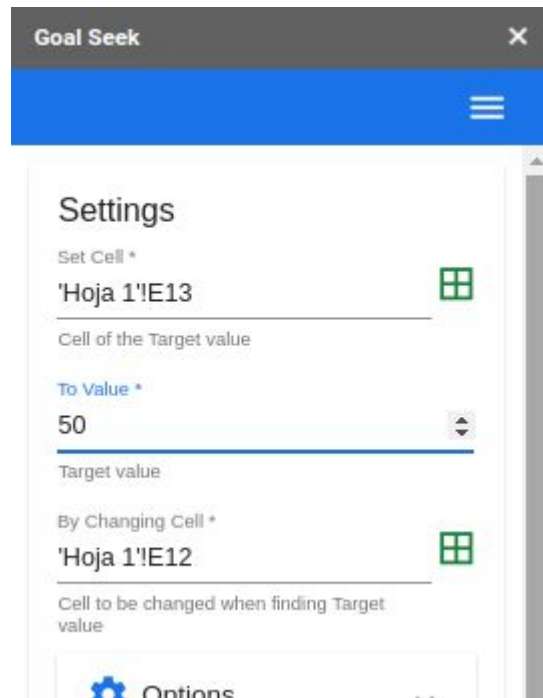 Goal Seek
Settings
Set Cell *
'Hoja 1'!E13
Cell of the Target value
To Value *
50
Target value
By Changing Cell *
'Hoja 1'!E12
Cell to be changed when finding Target
value
Options